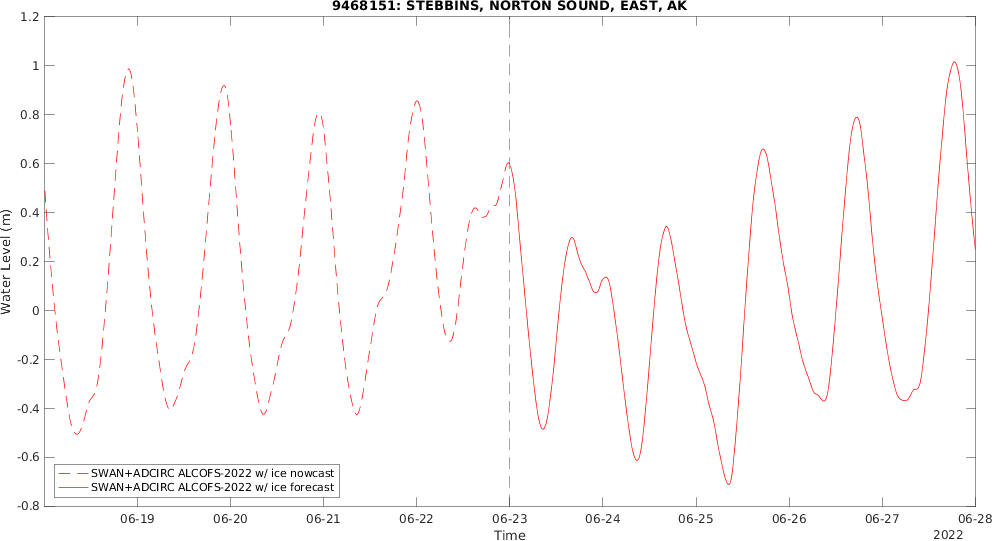 9468151: STEBBINS, NORTON SOUND, EAST, AK
1.2
1
0.8
0.6
0.4
0.2
0
-0.2
-0.4
-0.6
-0.8
Water Level (m)
SWAN+ADCIRC ALCOFS-2022 w/ ice nowcast
SWAN+ADCIRC ALCOFS-2022 w/ ice forecast
06-19 06-20 06-21 06-22 06-23 06-24 06-25 06-26 06-27 06-28
Time
2022